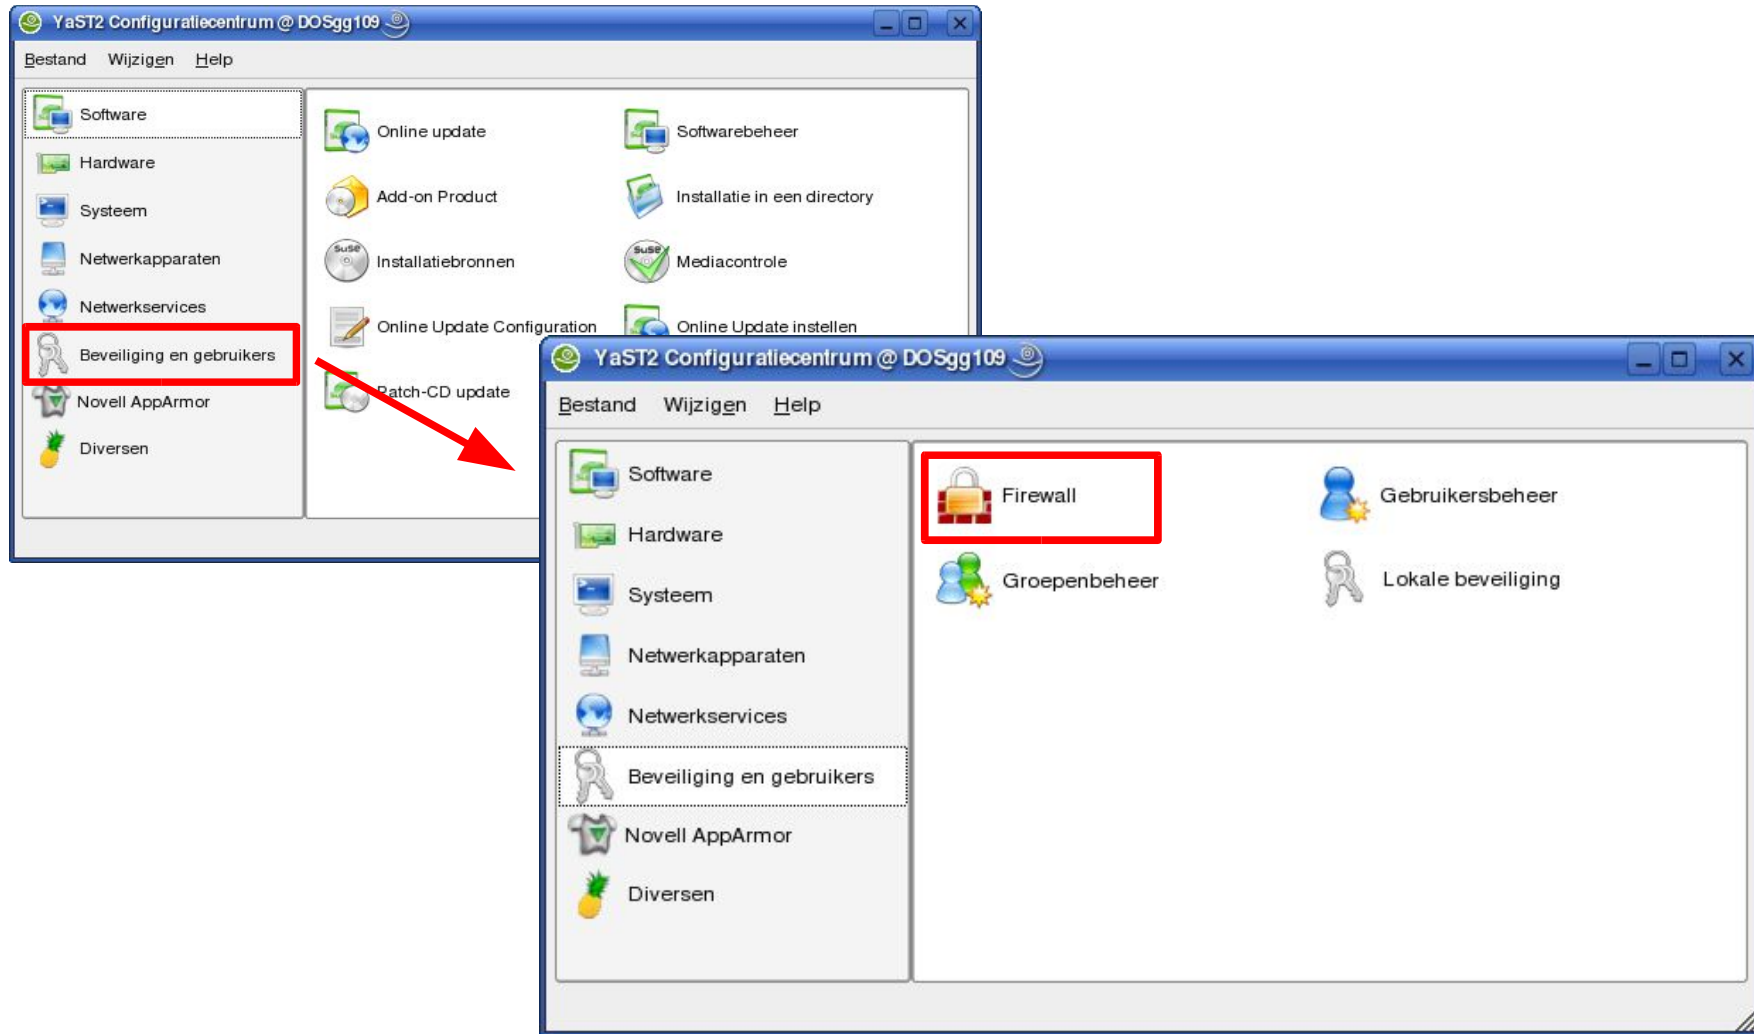 YaST2 Configuratiecentrum @ DOSgg109
Bestand Wijzigen Help
Software
Hardware
Systeem
Netwerkapparaten
Netwerkservices
Beveiliging en gebruikers
Novell AppArmor
Diversen
Online update
Softwarebeheer
Add-on Product
Installatie in een directory
suse
Installatiebronnen
suse
Mediacontrole
Online Update Configuration
Online Update instellen
Patch-CD update
YaST2 Configuratiecentrum @ DOSgg109
Bestand Wijzigen Help
Software
Hardware
Systeem
Netwerkapparaten
Netwerkservices
Beveiliging en gebruikers
Novell AppArmor
Diversen
Firewall
Gebruikersbeheer
Groepenbeheer
Lokale beveiliging